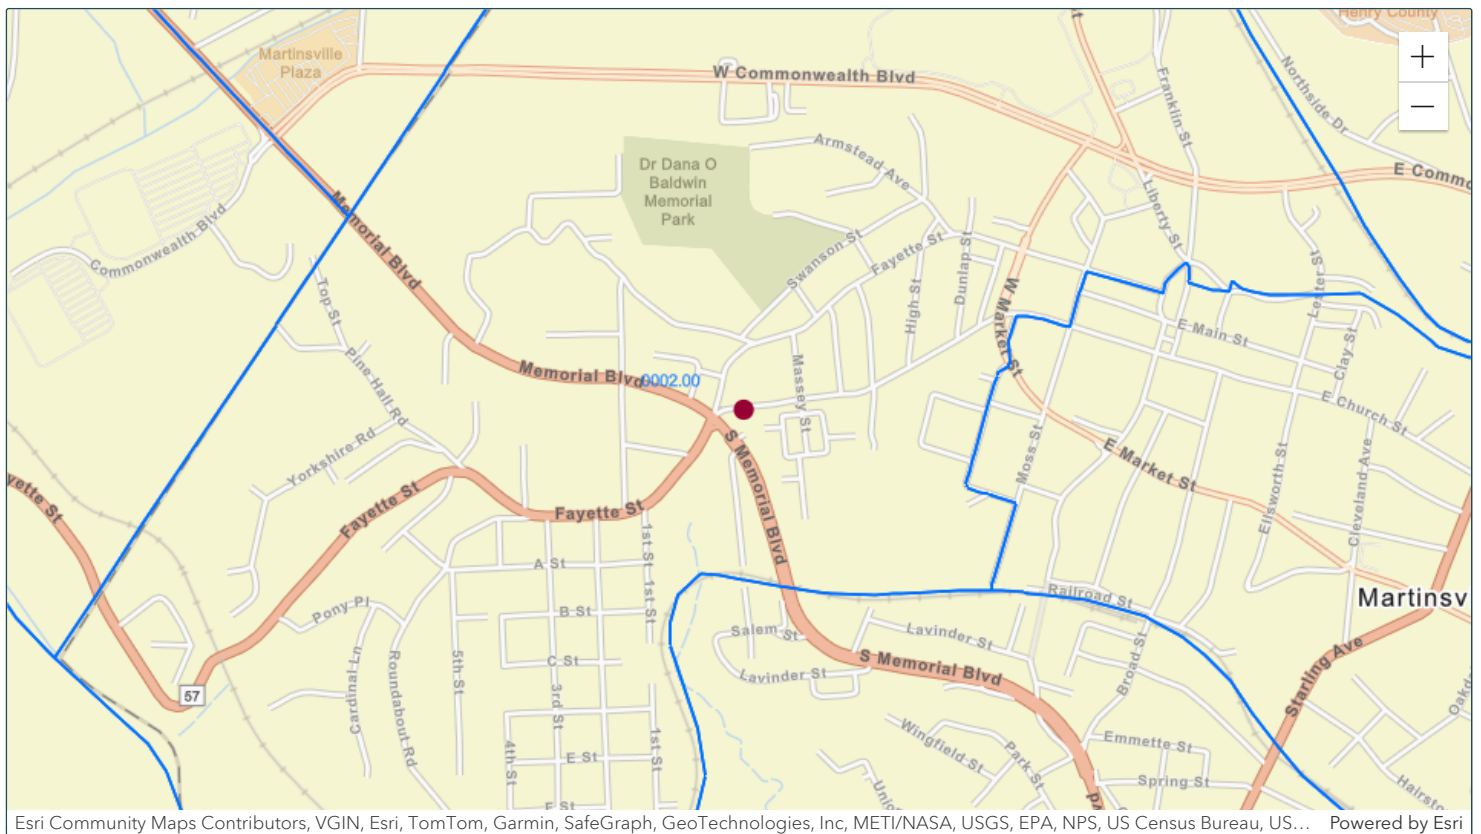 Henry County
Martinsville
Plaza
W Commonwealth Blvd
Franklin St
Northside Dr
+
−
Armstead Ave
Dr Dana O
Baldwin
Memorial
Park
E Commo
Liberty St
Memorial Blvd
Commonwealth Blvd
Swanson St
Fayette St
Dunlap St
High St
Lester St
Top St
W Market St
E Main St
Clay St
Pine Hall Rd
Memorial Blvd
0002.00
Massey St
E Church St
Yorkshire Rd
S Memorial Blvd
Moss St
E Market St
Ellsworth St
Cleveland Ave
yette St
Fayette St
Fayette St
1st St
1st St
A St
B St
C St
Railroad St
Martinsv
Pony Pl
Salem St
Lavinder St
Lavinder St
S Memorial Blvd
Broad St
Starling Ave
57
Cardinal Ln
Roundabout Rd
5th St
3rd St
4th St
1st St
E St
F St
Wingfield St
Park St
Emmette St
Spring St
Unio
Oakd
Hairsto
Esri Community Maps Contributors, VGIN, Esri, TomTom, Garmin, SafeGraph, GeoTechnologies, Inc, METI/NASA, USGS, EPA, NPS, US Census Bureau, US... Powered by Esri